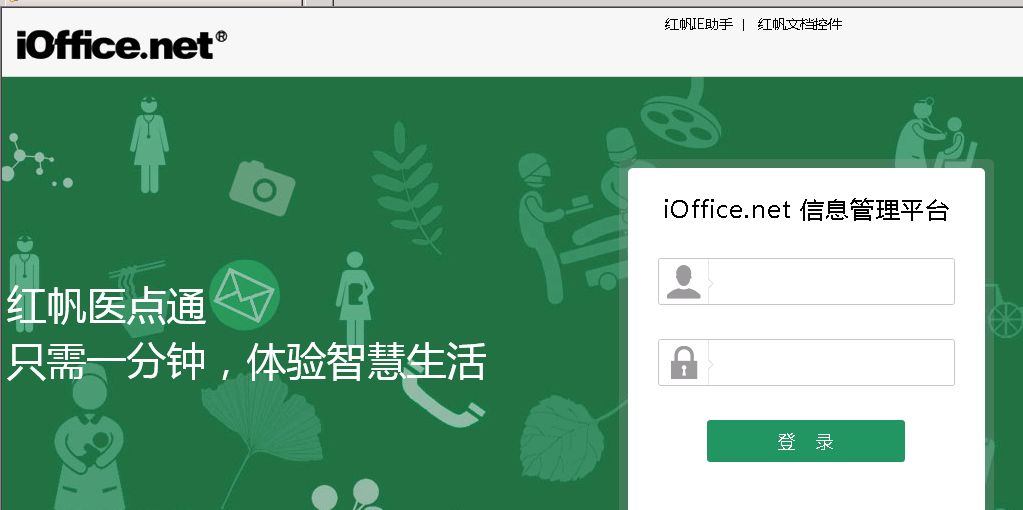 iOffice.net®
红帆IE助手 | 红帆文档控件
iOffice.net 信息管理平台
红帆医点通
只需一分钟，体验智慧生活
登 录